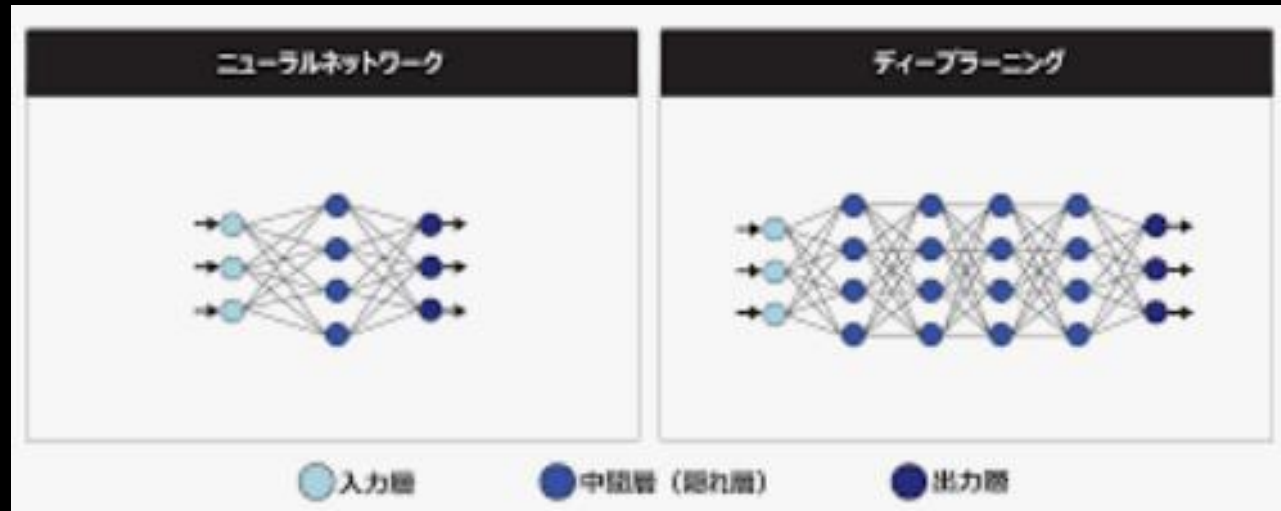 ニューラルネットワーク
ディープラーニング
入力層
中間層（隠れ層）
出力層